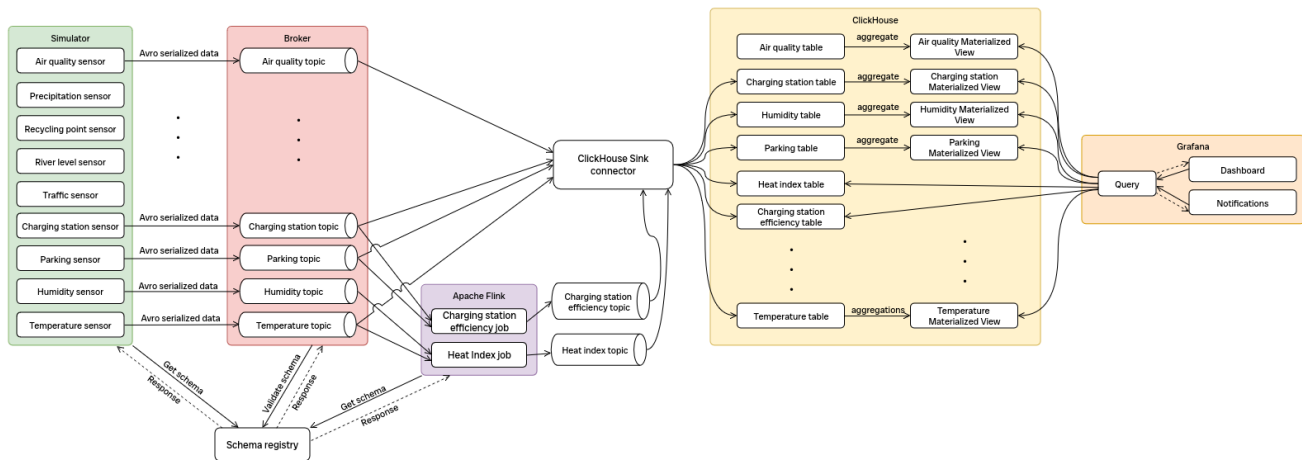 Simulator
Air quality sensor
Precipitation sensor
Recycling point sensor
River level sensor
Traffic sensor
Charging station sensor
Parking sensor
Humidity sensor
Temperature sensor
Avro serialized data
Avro serialized data
Avro serialized data
Avro serialized data
Avro serialized data
Broker
Air quality topic
Charging station topic
Parking topic
Humidity topic
Temperature topic
Get schema
Response
Validate schema
Response
Get schema
Response
Schema registry
Apache Flink
Charging station
efficiency job
Heat Index job
Charging station
efficiency topic
Heat index topic
ClickHouse Sink
connector
ClickHouse
Air quality table
aggregate
Air quality Materialized
View
Charging station table
aggregate
Charging station
Materialized View
Humidity table
aggregate
Humidity Materialized
View
Parking table
aggregate
Parking
Materialized View
Heat index table
Charging station
efficiency table
Temperature table
aggregations
Temperature
Materialized View
Grafana
Query
Dashboard
Notifications